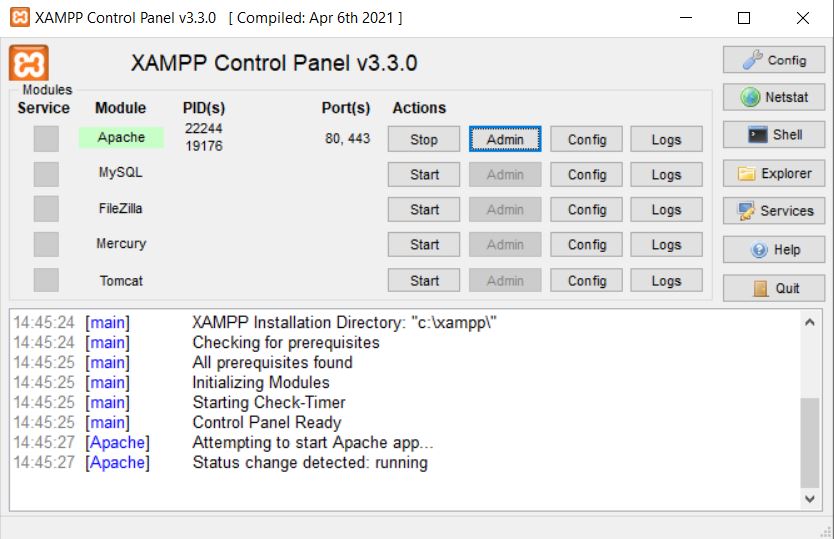 XAMPP Control Panel v3.3.0 [ Compiled: Apr 6th 2021 ]
XAMPP Control Panel v3.3.0
Modules
Service Module PID(s) Port(s) Actions
Apache 22244 19176 80, 443 Stop Admin Config Logs
MySQL Start Admin Config Logs
FileZilla Start Admin Config Logs
Mercury Start Admin Config Logs
Tomcat Start Admin Config Logs
Config
Netstat
Shell
Explorer
Services
Help
Quit
14:45:24 [main] XAMPP Installation Directory: "c:\xampp\"
14:45:24 [main] Checking for prerequisites
14:45:25 [main] All prerequisites found
14:45:25 [main] Initializing Modules
14:45:25 [main] Starting Check-Timer
14:45:25 [main] Control Panel Ready
14:45:27 [Apache] Attempting to start Apache app...
14:45:27 [Apache] Status change detected: running